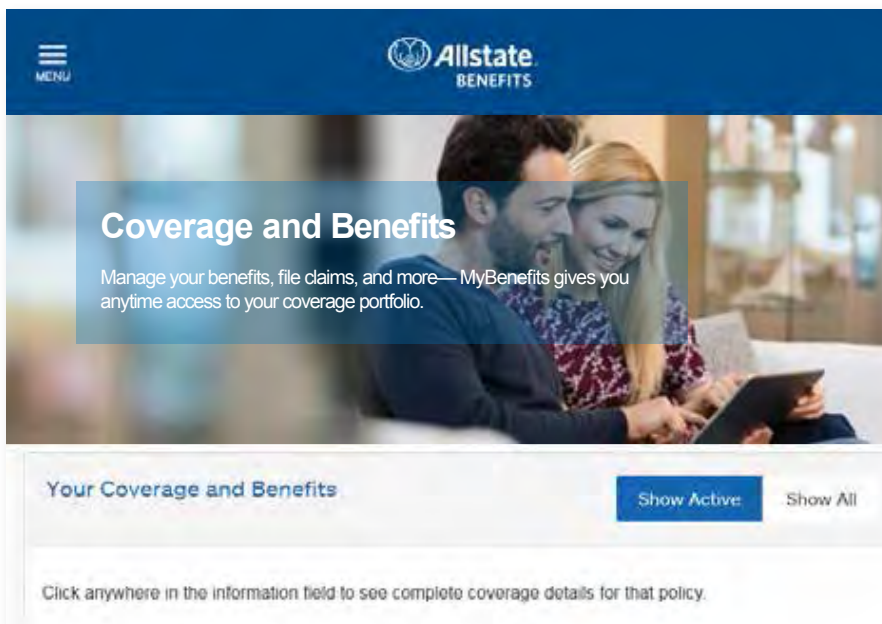 MENU
Allstate
BENEFITS
Coverage and Benefits
Manage your benefits, file claims, and more— MyBenefits gives you
anytime access to your coverage portfolio.
Your Coverage and Benefits
Show Active
Show All
Click anywhere in the information field to see complete coverage details for that policy.